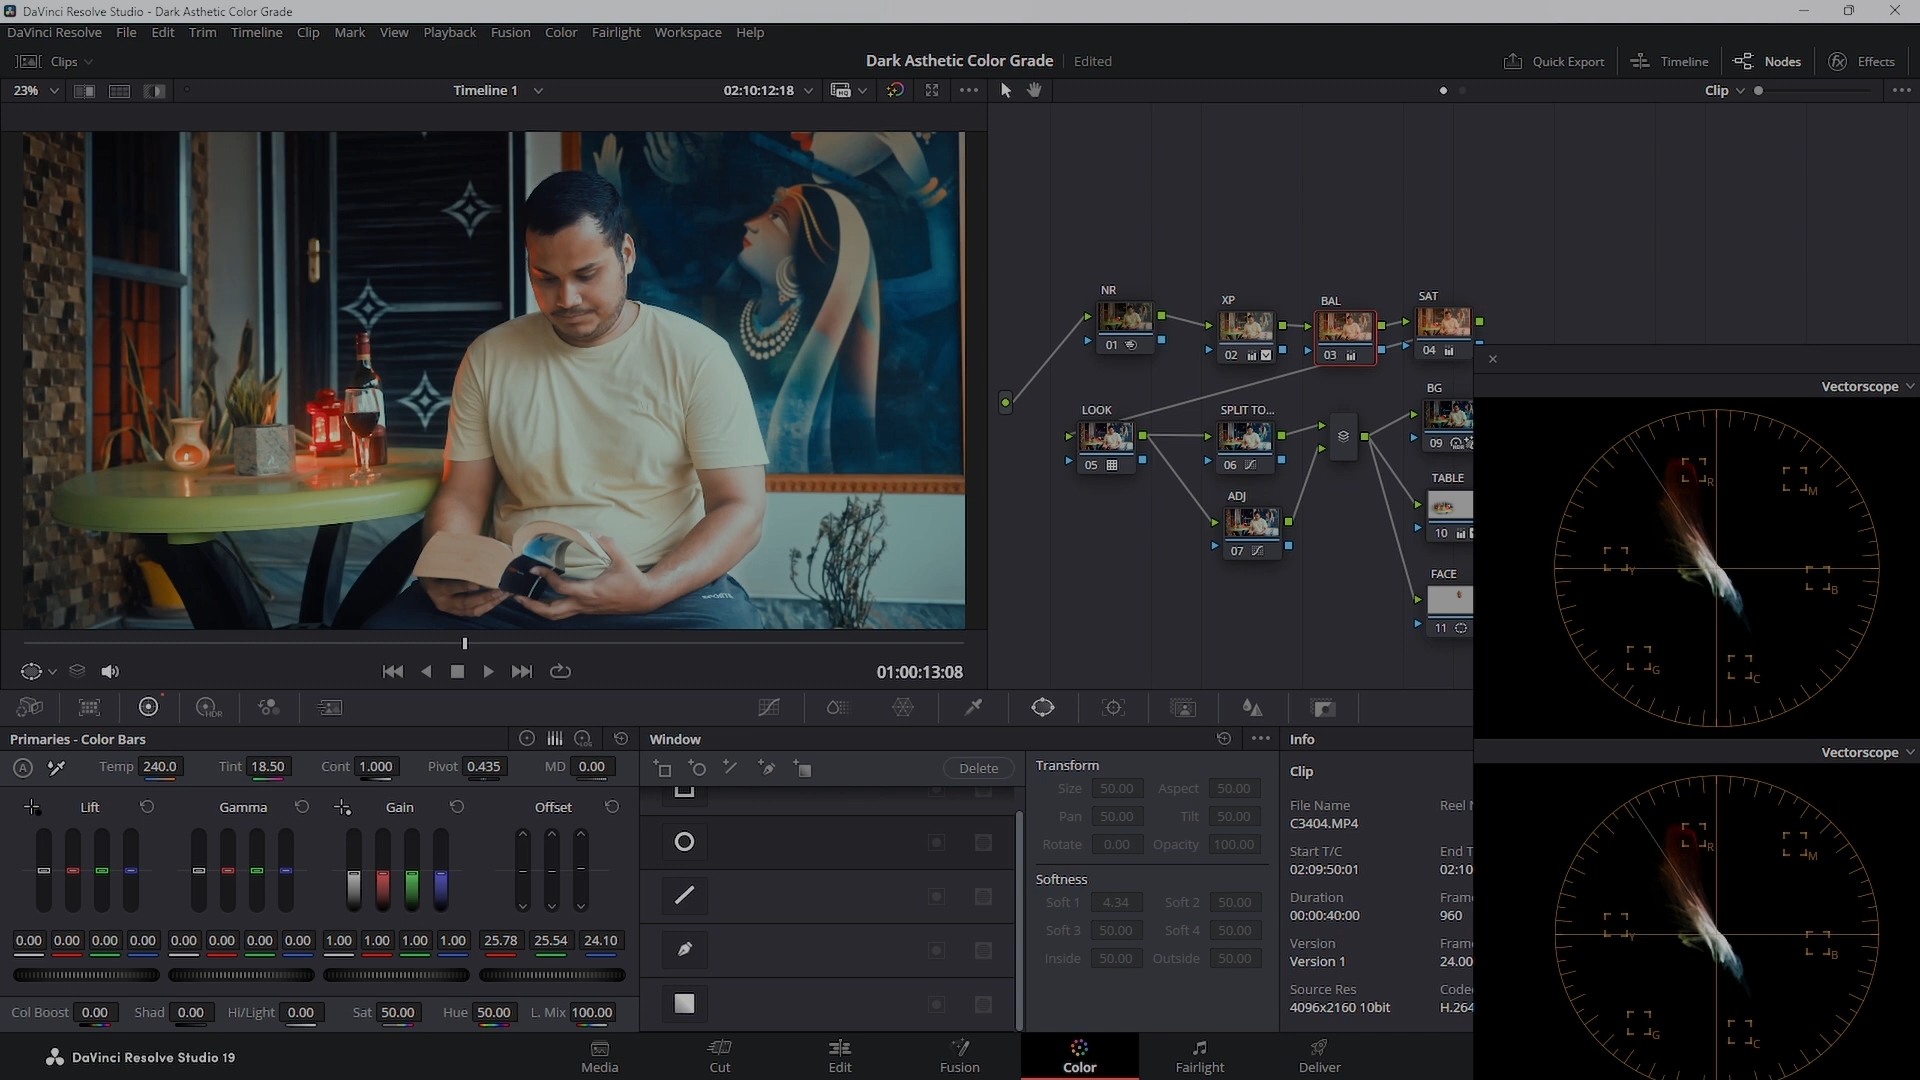 DaVinci Resolve Studio - Dark Asthetic Color Grade
DaVinci Resolve File Edit Trim Timeline Clip Mark View Playback Fusion Color Fairlight Workspace Help
Clips
Dark Asthetic Color Grade Edited
Quick Export Timeline Nodes Effects
23% Timeline 1 02:10:12:18 Clip
NR
01
XP
02
BAL
03
SAT
04
LOOK
05
SPLIT TO...
06
ADJ
07
BG
09
TABLE
10
FACE
11
SPORTS
01:00:13:08
HDR
Vectorscope
R M Y B G C
Vectorscope
R M Y B G C
Primaries - Color Bars
LOG
Temp 240.0 Tint 18.50 Cont 1.000 Pivot 0.435 MD 0.00
Lift Gamma Gain Offset
0.00 0.00 0.00 0.00 0.00 0.00 0.00 0.00 1.00 1.00 1.00 1.00 25.78 25.54 24.10
Col Boost 0.00 Shad 0.00 Hi/Light 0.00 Sat 50.00 Hue 50.00 L. Mix 100.00
Window
Delete
Transform
Size 50.00 Aspect 50.00
Pan 50.00 Tilt 50.00
Rotate 0.00 Opacity 100.00
Softness
Soft 1 4.34 Soft 2 50.00
Soft 3 50.00 Soft 4 50.00
Inside 50.00 Outside 50.00
Info
Clip
File Name Reel N
C3404.MP4
Start T/C End T
02:09:50:01 02:10
Duration Frame
00:00:40:00 960
Version Frame
Version 1 24.00
Source Res Codec
4096x2160 10bit H.264
DaVinci Resolve Studio 19
Media Cut Edit Fusion Color Fairlight Deliver